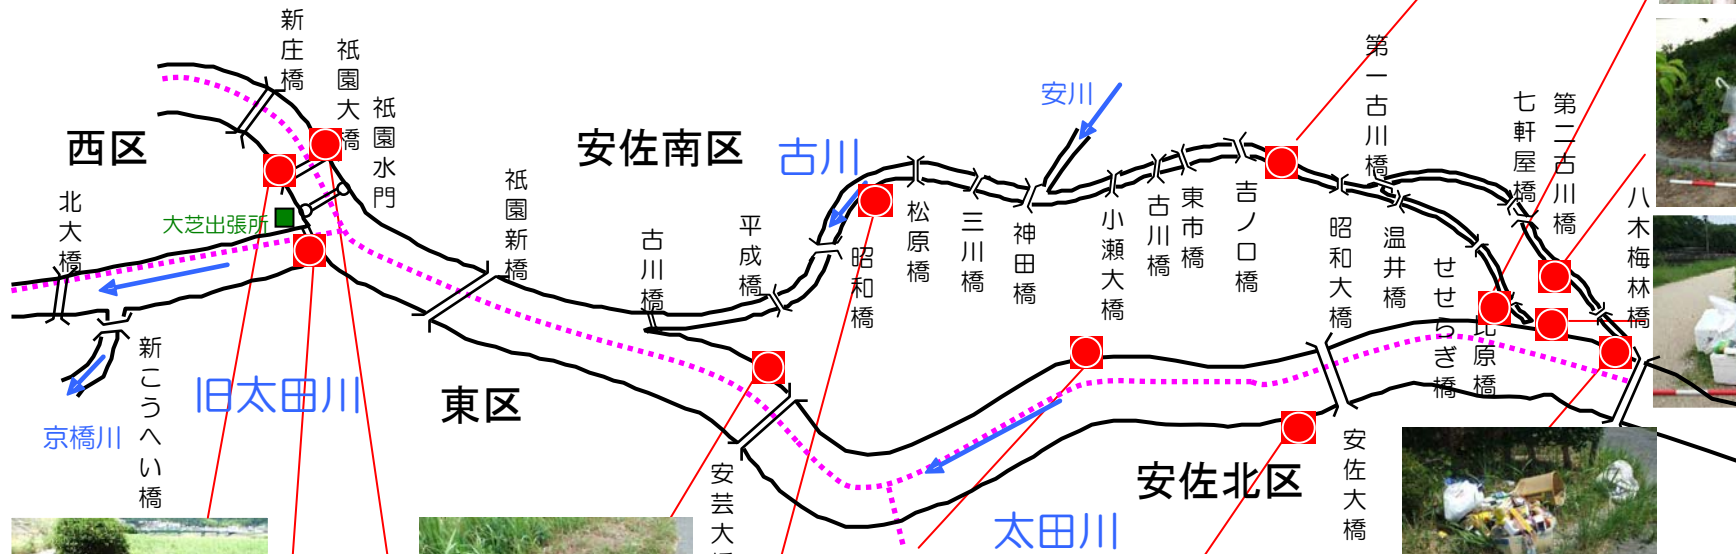 新庄橋
祇園大橋
祇園水門
西区
北大橋
大芝出張所
新こうへい橋
京橋川
旧太田川
祇園新橋
東区
安佐南区
古川
安川
古川橋
平成橋
昭和橋
松原橋
三川橋
神田橋
小瀬大橋
古川橋
東市橋
吉ノ口橋
昭和大橋
第一古川橋
温井橋
せせらぎ橋
比原橋
七軒屋橋
第二古川橋
八木梅林橋
安芸大橋
太田川
安佐北区
安佐大橋